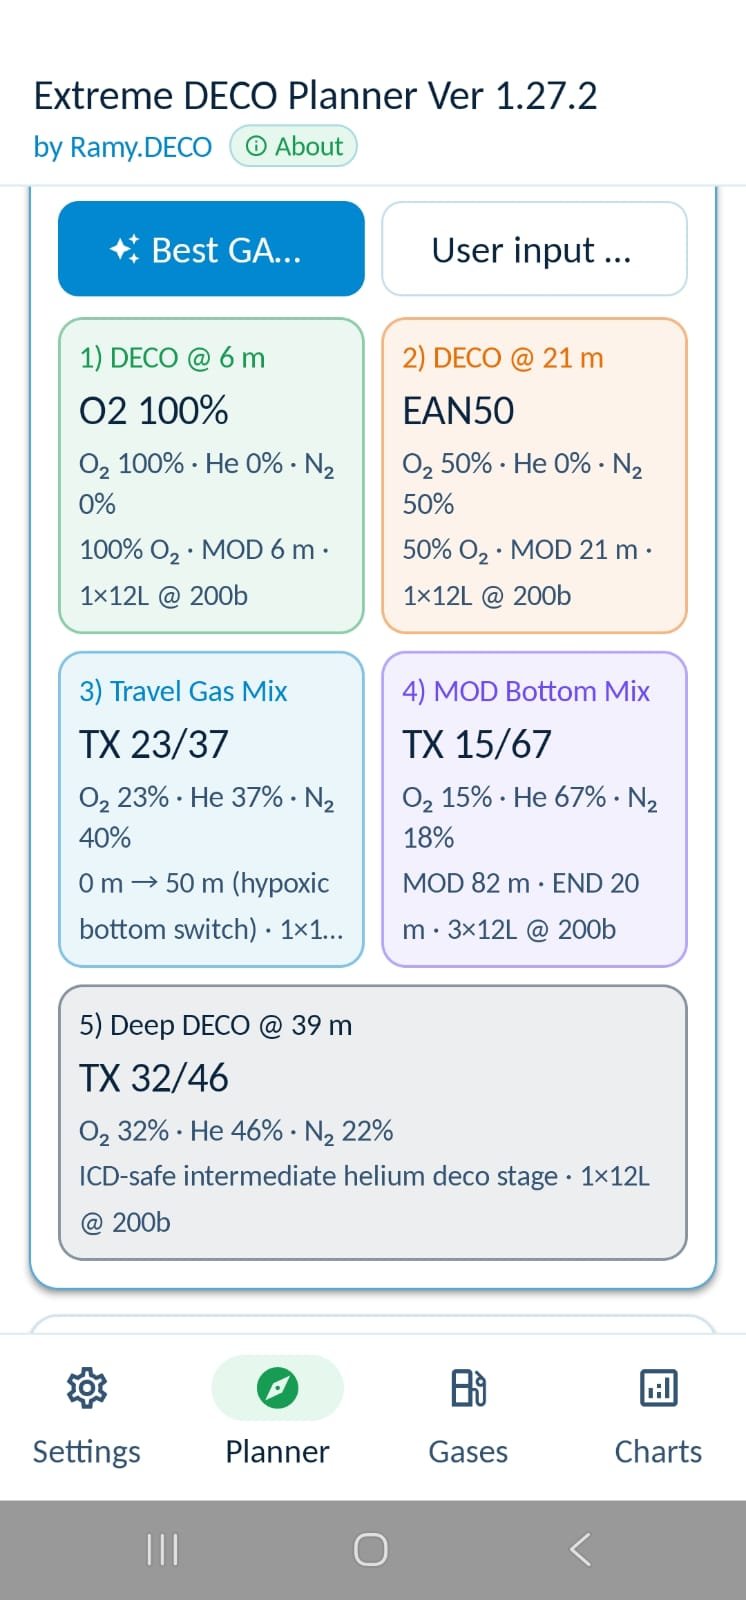 Extreme DECO Planner Ver 1.27.2
by Ramy.DECO
About
Best GA...
User input ...
1) DECO @ 6 m
O2 100%
O₂ 100% · He 0% · N₂
0%
100% O₂ · MOD 6 m ·
1×12L @ 200b
2) DECO @ 21 m
EAN50
O₂ 50% · He 0% · N₂
50%
50% O₂ · MOD 21 m ·
1×12L @ 200b
3) Travel Gas Mix
TX 23/37
O₂ 23% · He 37% · N₂
40%
0 m → 50 m (hypoxic
bottom switch) · 1×1...
4) MOD Bottom Mix
TX 15/67
O₂ 15% · He 67% · N₂
18%
MOD 82 m · END 20
m · 3×12L @ 200b
5) Deep DECO @ 39 m
TX 32/46
O₂ 32% · He 46% · N₂ 22%
ICD-safe intermediate helium deco stage · 1×12L
@ 200b
Settings
Planner
Gases
Charts